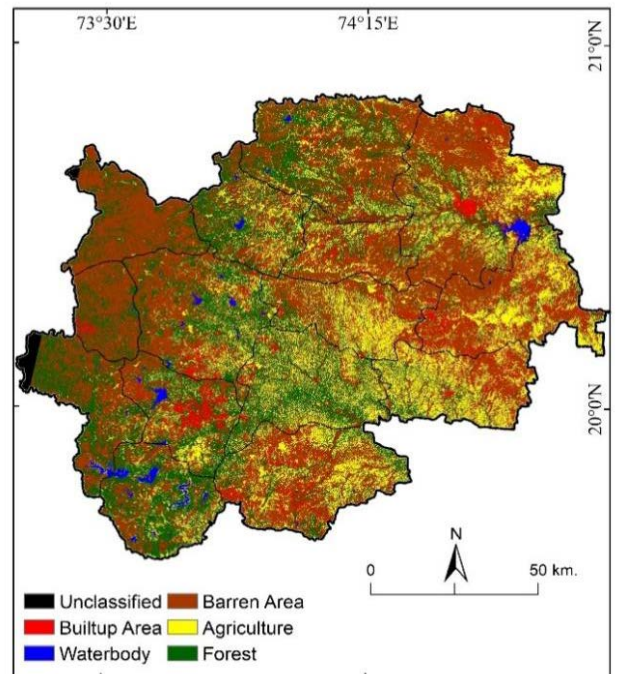 73°30'E 74°15'E
21°0'N
20°0'N
N
0 50 km.
Unclassified Barren Area
Builtup Area Agriculture
Waterbody Forest